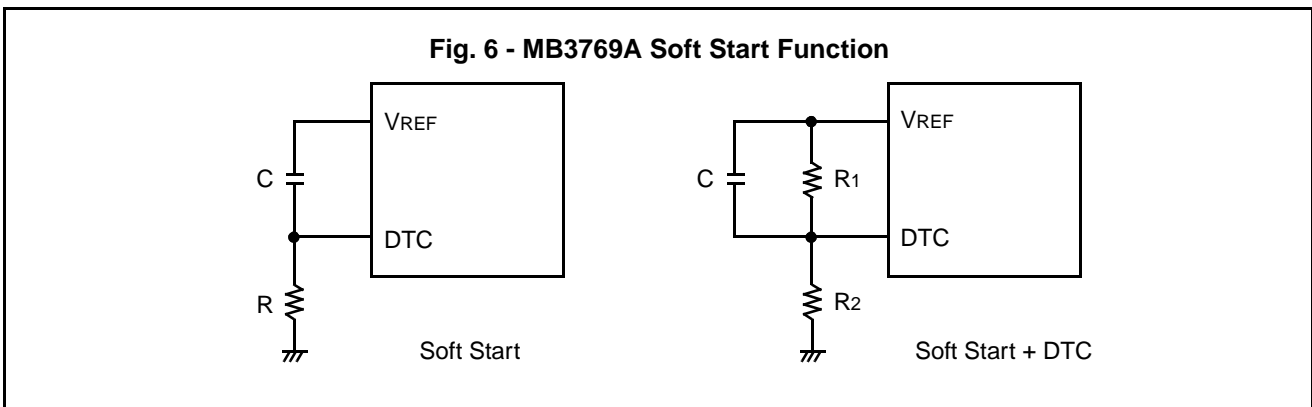 Fig. 6 - MB3769A Soft Start Function
VREF
C
DTC
R
Soft Start
VREF
C
R1
DTC
R2
Soft Start + DTC